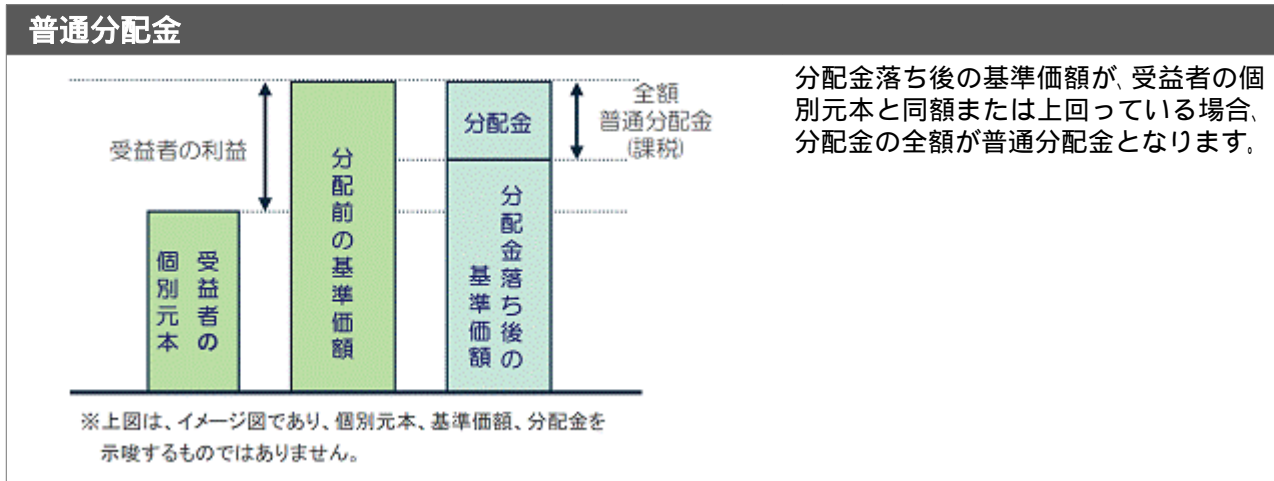 普通分配金
分配金落ち後の基準価額が、受益者の個
別元本と同額または上回っている場合、
分配金の全額が普通分配金となります。
受益者の利益
受益者の
個別元本
分配前の基準価額
分配金
分配金落ち後の
基準価額
全額
普通分配金
(課税)
※上図は、イメージ図であり、個別元本、基準価額、分配金を
示唆するものではありません。